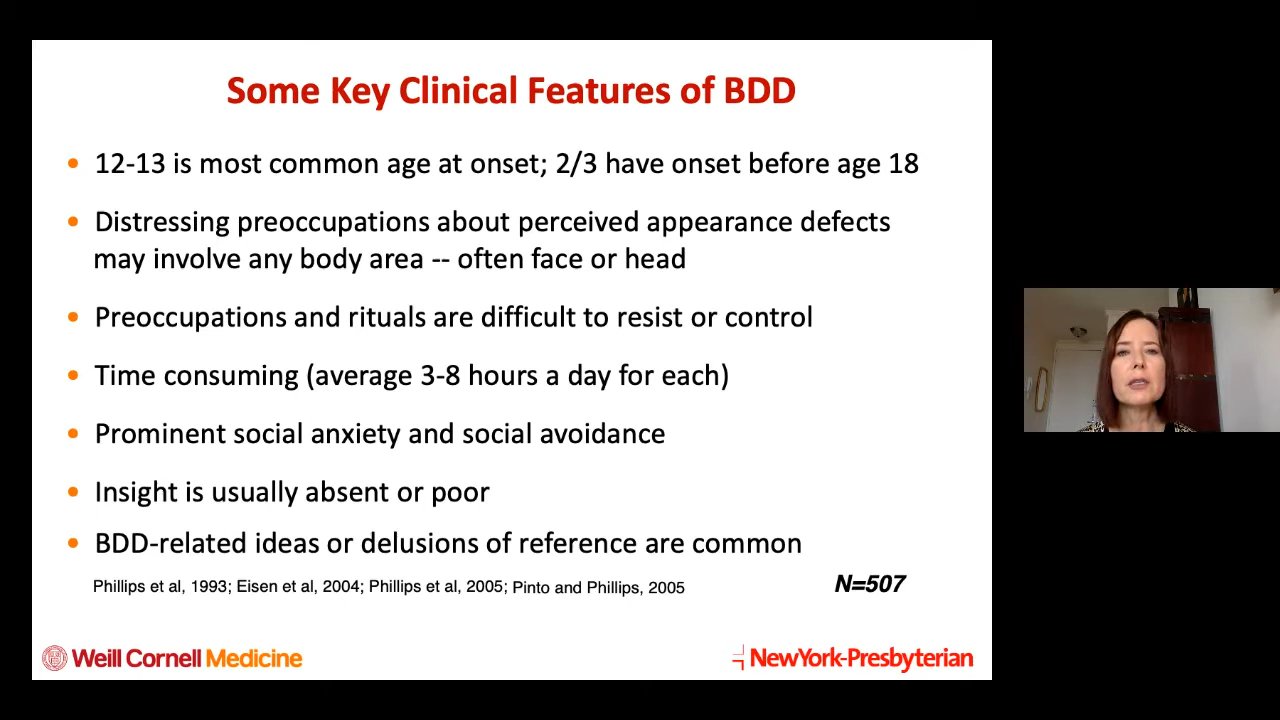 Some Key Clinical Features of BDD
• 12-13 is most common age at onset; 2/3 have onset before age 18
• Distressing preoccupations about perceived appearance defects
may involve any body area -- often face or head
• Preoccupations and rituals are difficult to resist or control
• Time consuming (average 3-8 hours a day for each)
• Prominent social anxiety and social avoidance
• Insight is usually absent or poor
• BDD-related ideas or delusions of reference are common
Phillips et al, 1993; Eisen et al, 2004; Phillips et al, 2005; Pinto and Phillips, 2005
N=507
Weill Cornell Medicine
NewYork-Presbyterian